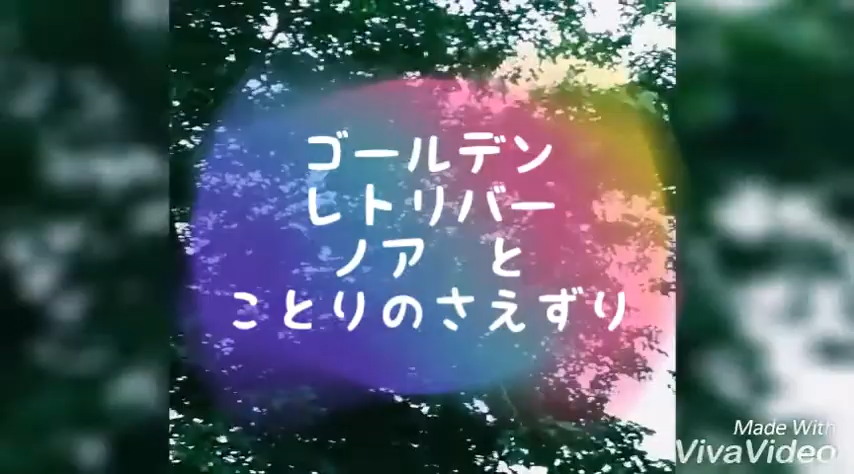 ゴールデン
レトリバー
ノア　と
ことりのさえずり
Made With
VivaVideo